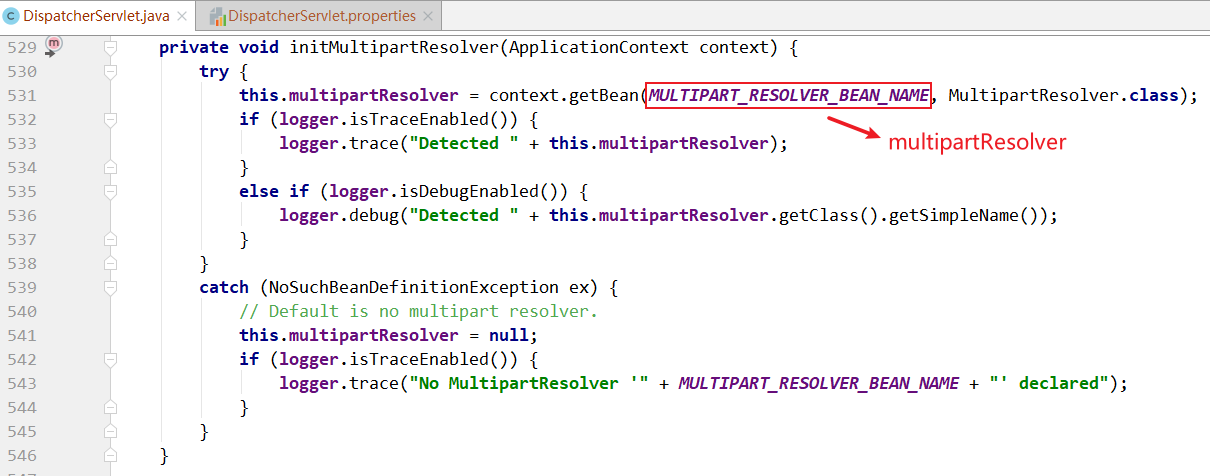 DispatcherServlet.java
DispatcherServlet.properties
529 private void initMultipartResolver(ApplicationContext context) {
530 try {
531 this.multipartResolver = context.getBean(MULTIPART_RESOLVER_BEAN_NAME, MultipartResolver.class);
532 if (logger.isTraceEnabled()) {
533 logger.trace("Detected " + this.multipartResolver);
multipartResolver
534 }
535 else if (logger.isDebugEnabled()) {
536 logger.debug("Detected " + this.multipartResolver.getClass().getSimpleName());
537 }
538 }
539 catch (NoSuchBeanDefinitionException ex) {
540 // Default is no multipart resolver.
541 this.multipartResolver = null;
542 if (logger.isTraceEnabled()) {
543 logger.trace("No MultipartResolver '" + MULTIPART_RESOLVER_BEAN_NAME + "' declared");
544 }
545 }
546 }